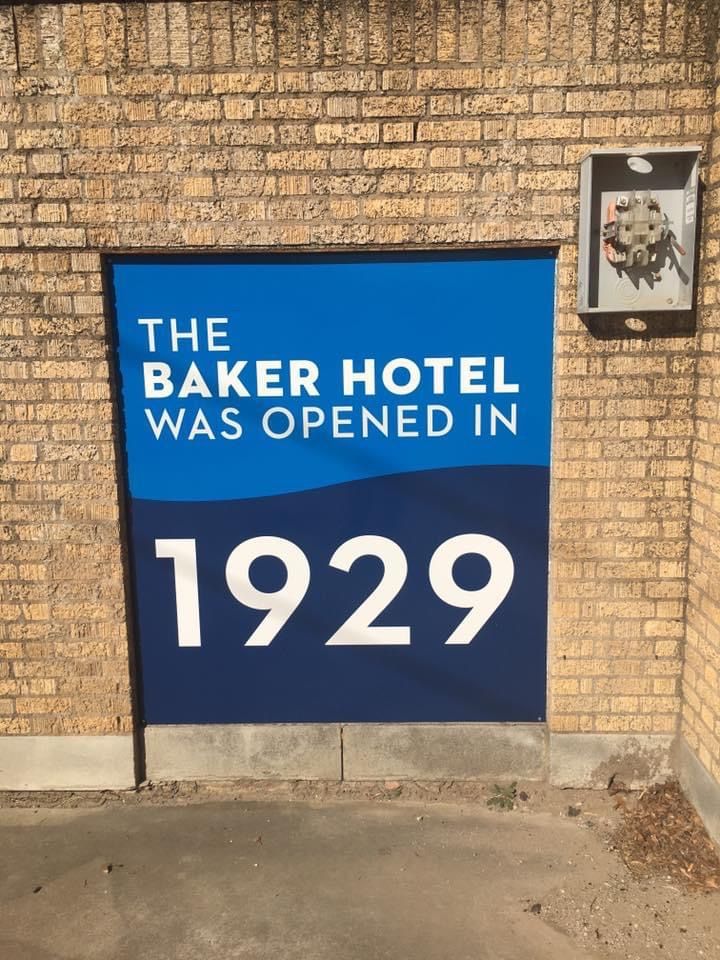 THE
BAKER HOTEL
WAS OPENED IN
1929